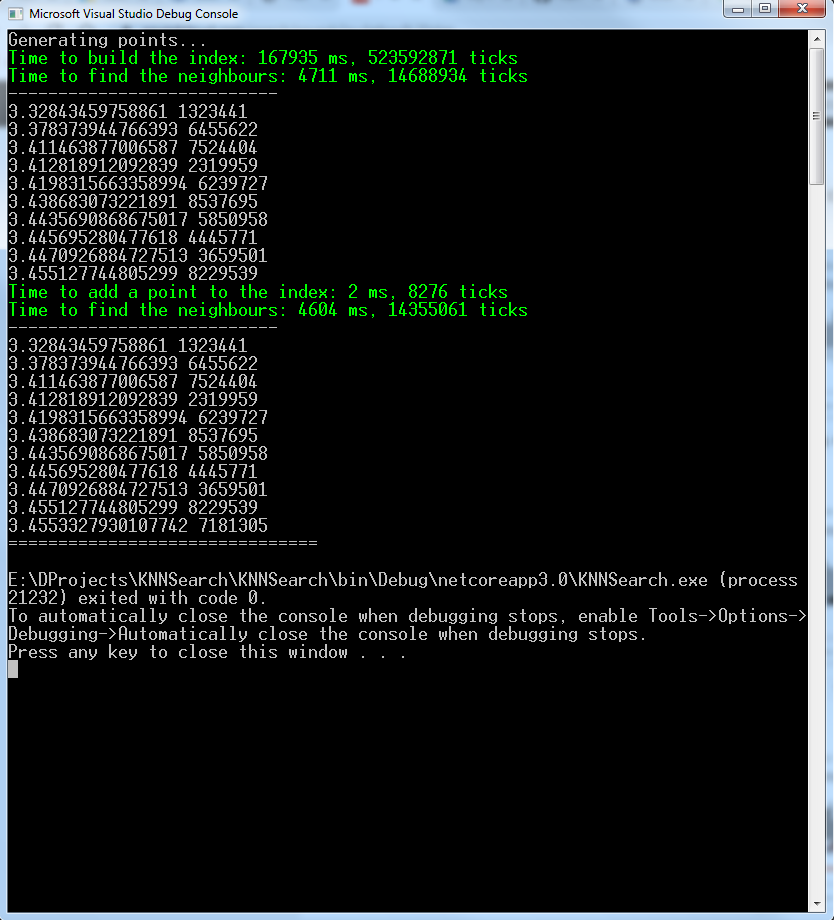 Microsoft Visual Studio Debug Console
Generating points...
Time to build the index: 167935 ms, 523592871 ticks
Time to find the neighbours: 4711 ms, 14688934 ticks
---------------------------
3.32843459758861 1323441
3.378373944766393 6455622
3.411463877006587 7524404
3.412818912092839 2319959
3.4198315663358994 6239727
3.438683073221891 8537695
3.4435690868675017 5850958
3.445695280477618 4445771
3.4470926884727513 3659501
3.455127744805299 8229539
Time to add a point to the index: 2 ms, 8276 ticks
Time to find the neighbours: 4604 ms, 14355061 ticks
---------------------------
3.32843459758861 1323441
3.378373944766393 6455622
3.411463877006587 7524404
3.412818912092839 2319959
3.4198315663358994 6239727
3.438683073221891 8537695
3.4435690868675017 5850958
3.445695280477618 4445771
3.4470926884727513 3659501
3.455127744805299 8229539
3.4553327930107742 7181305
===============================
E:\DProjects\KNNSearch\KNNSearch\bin\Debug\netcoreapp3.0\KNNSearch.exe (process
21232) exited with code 0.
To automatically close the console when debugging stops, enable Tools->Options->
Debugging->Automatically close the console when debugging stops.
Press any key to close this window . . .